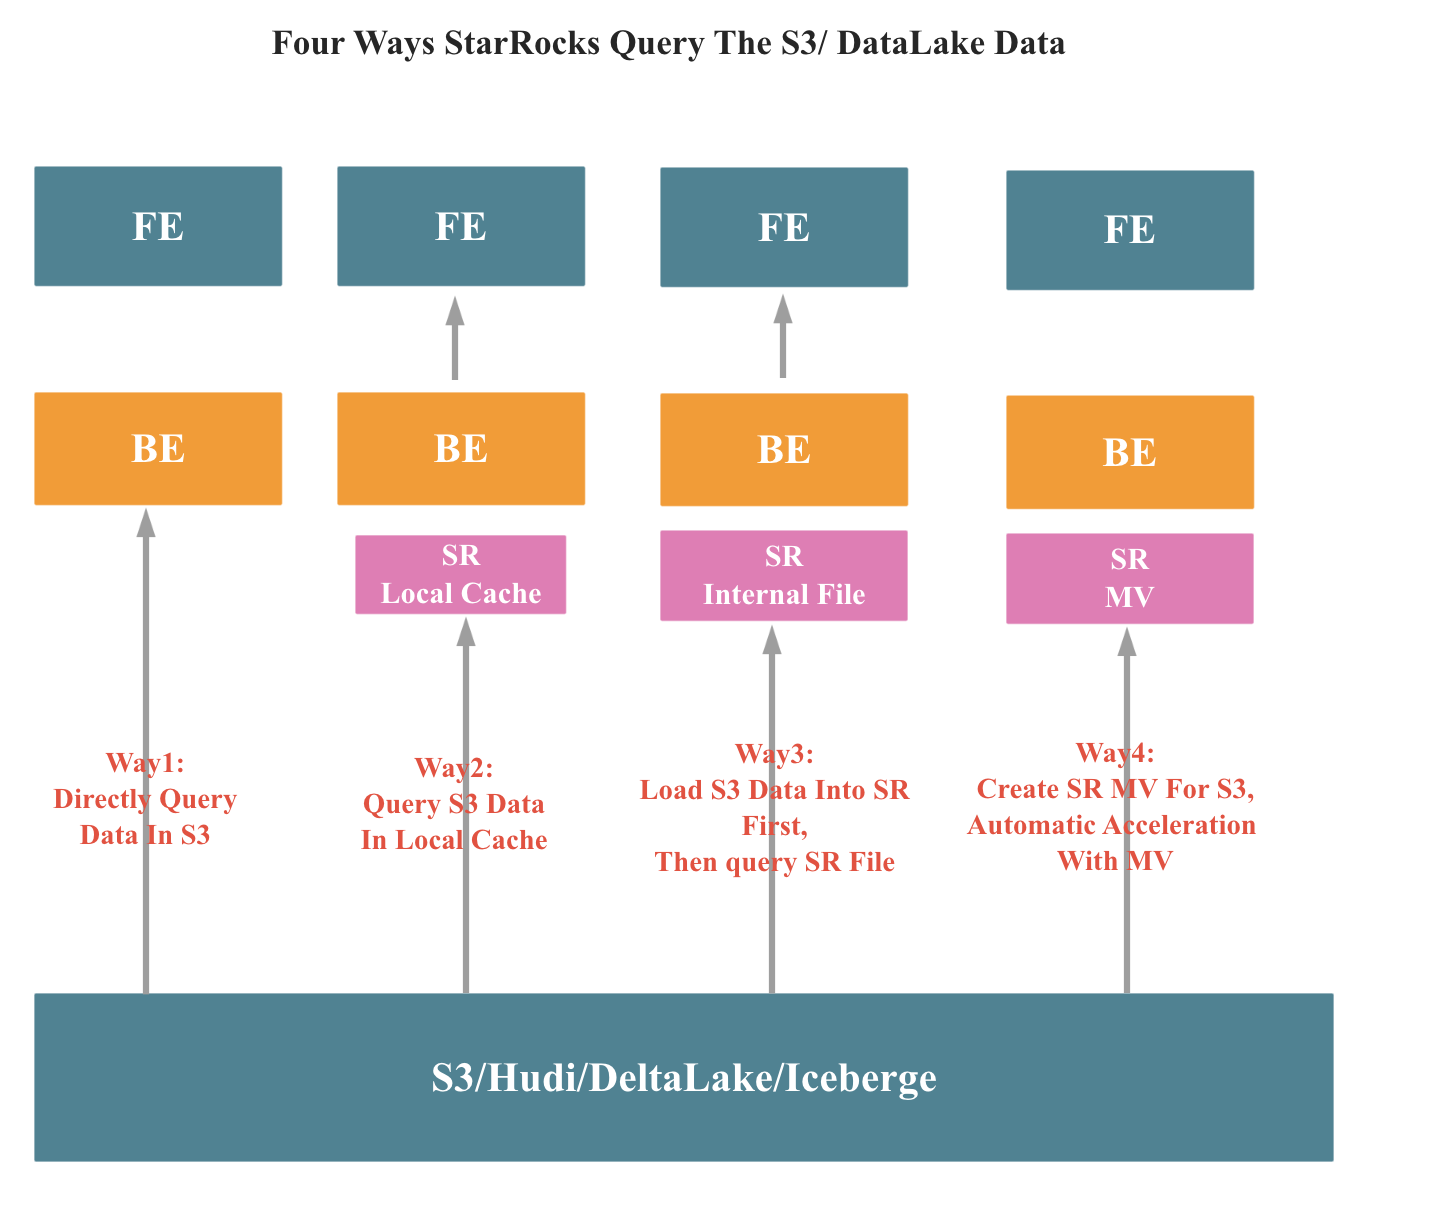 Four Ways StarRocks Query The S3/ DataLake Data
FE
FE
FE
FE
BE
BE
BE
BE
SR
Local Cache
SR
Internal File
SR
MV
Way1:
Directly Query
Data In S3
Way2:
Query S3 Data
In Local Cache
Way3:
Load S3 Data Into SR
First,
Then query SR File
Way4:
Create SR MV For S3,
Automatic Acceleration
With MV
S3/Hudi/DeltaLake/Iceberge